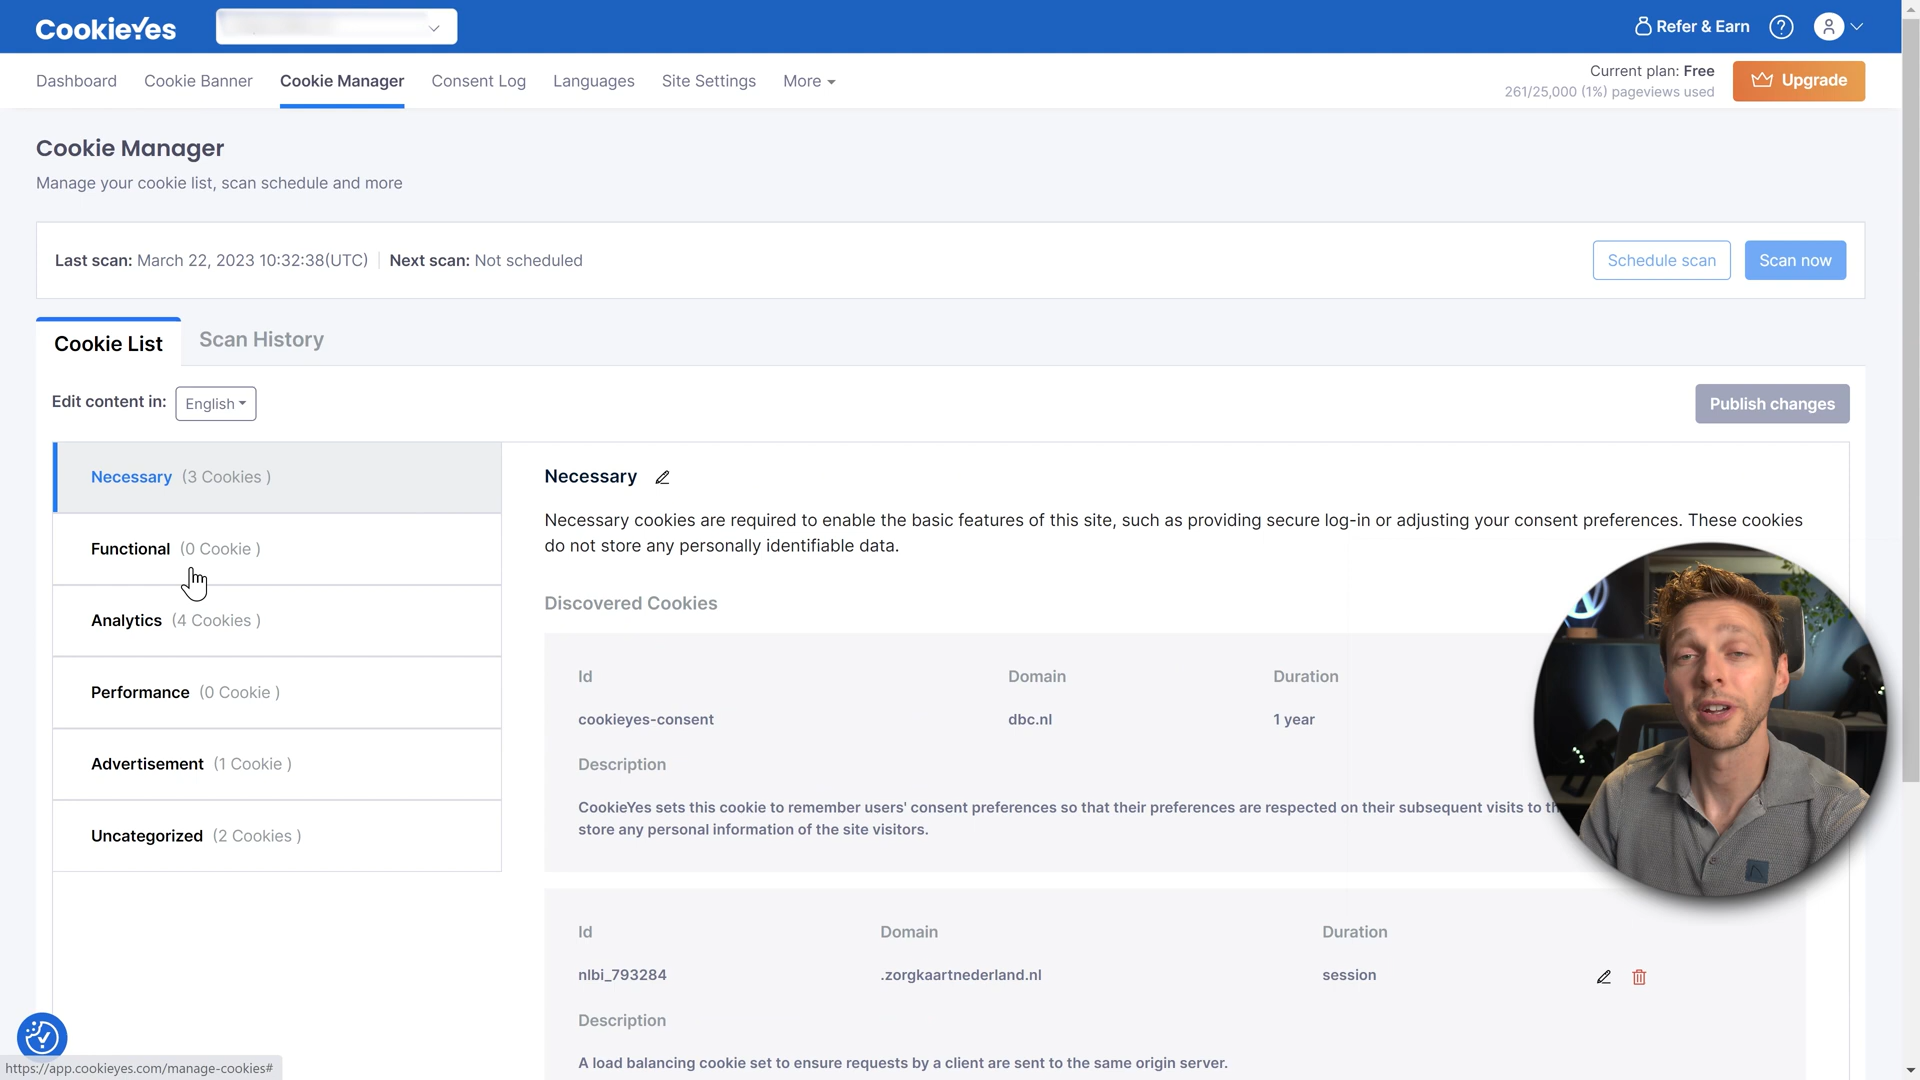 CookieYes
Refer & Earn
Dashboard
Cookie Banner
Cookie Manager
Consent Log
Languages
Site Settings
More
Current plan: Free
261/25,000 (1%) pageviews used
Upgrade
Cookie Manager
Manage your cookie list, scan schedule and more
Last scan: March 22, 2023 10:32:38(UTC)
Next scan: Not scheduled
Schedule scan
Scan now
Cookie List
Scan History
Edit content in:
English
Publish changes
Necessary (3 Cookies )
Functional (0 Cookie )
Analytics (4 Cookies )
Performance (0 Cookie )
Advertisement (1 Cookie )
Uncategorized (2 Cookies )
Necessary
Necessary cookies are required to enable the basic features of this site, such as providing secure log-in or adjusting your consent preferences. These cookies
do not store any personally identifiable data.
Discovered Cookies
Id
Domain
Duration
cookieyes-consent
dbc.nl
1 year
Description
CookieYes sets this cookie to remember users' consent preferences so that their preferences are respected on their subsequent visits to
store any personal information of the site visitors.
Id
Domain
Duration
nlbi_793284
.zorgkaartnederland.nl
session
Description
A load balancing cookie set to ensure requests by a client are sent to the same origin server.
https://app.cookieyes.com/manage-cookies#